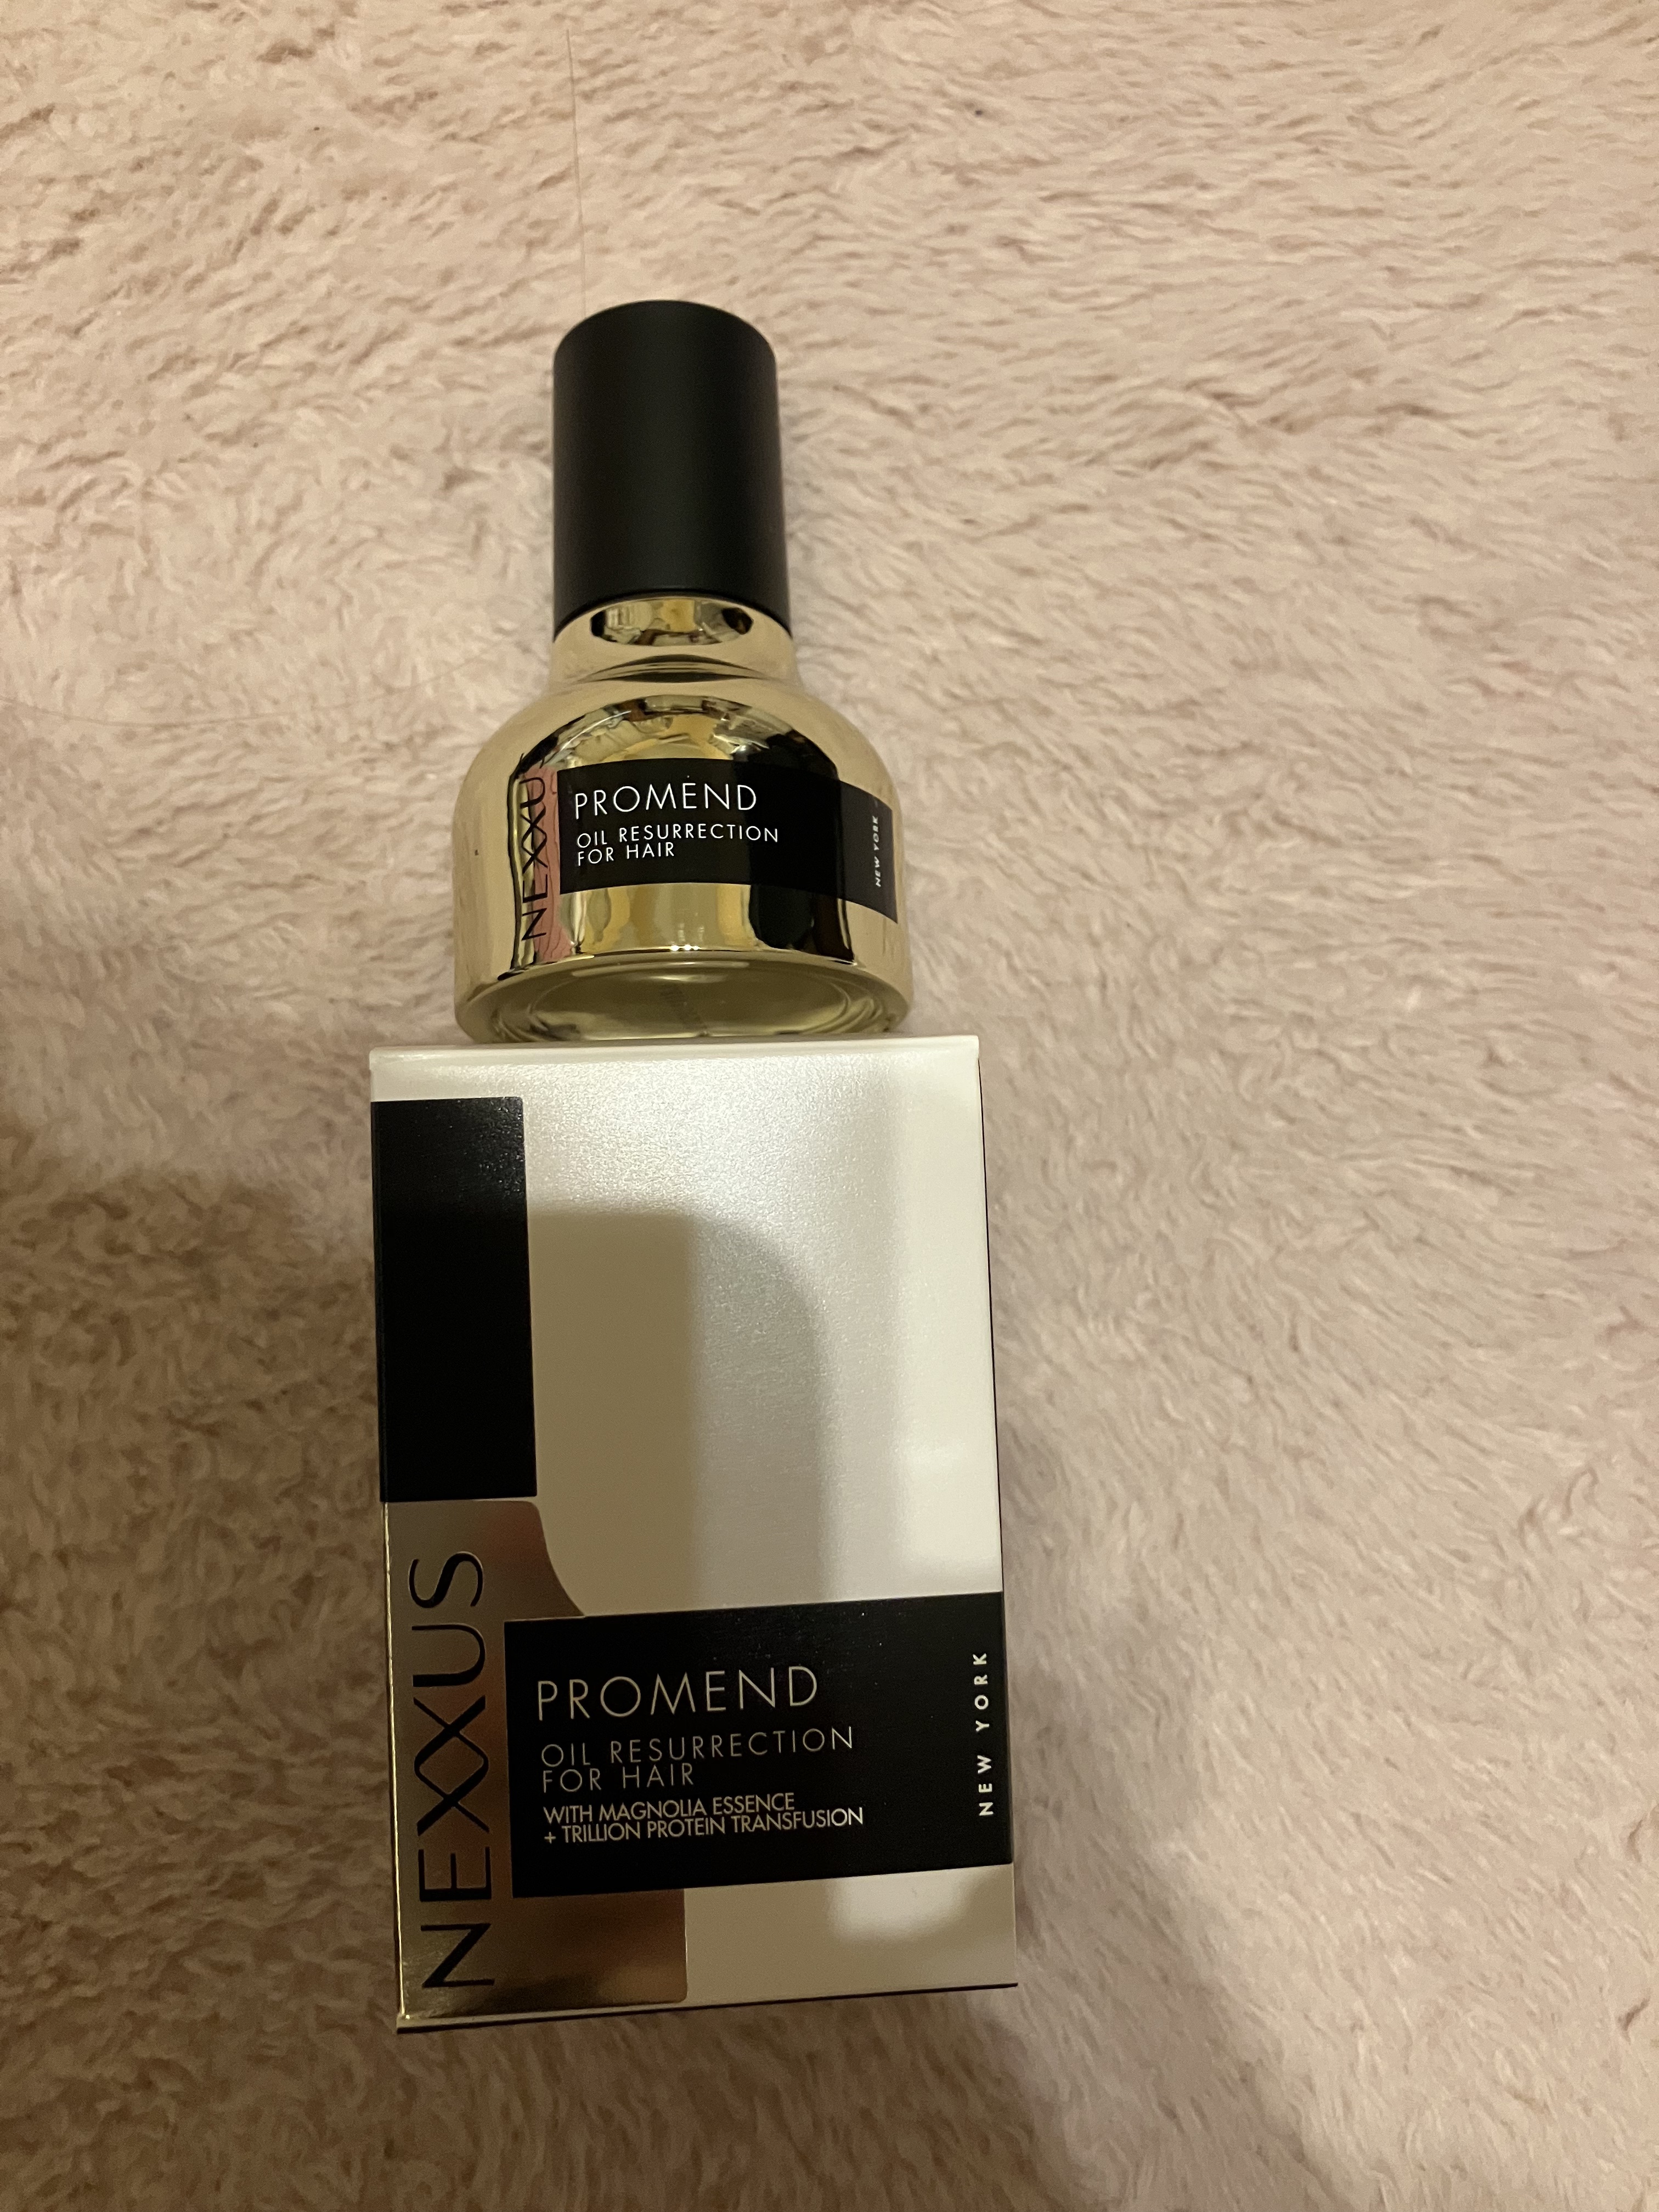 NEXXU
PROMEND
OIL RESURRECTION
FOR HAIR
NEW YORK
NEXXUS
PROMEND
OIL RESURRECTION
FOR HAIR
WITH MAGNOLIA ESSENCE
+ TRILLION PROTEIN TRANSFUSION
NEW YORK